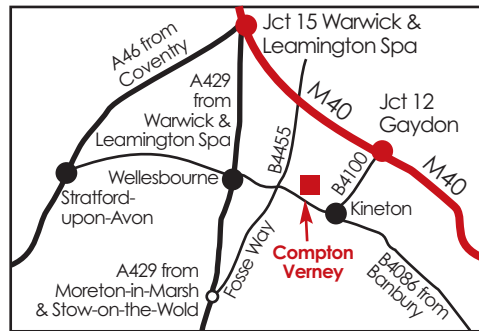 Jct 15 Warwick &
Leamington Spa
A46 from
Coventry
A429
from
Warwick &
Leamington Spa
M40
Jct 12
Gaydon
B4455
B4100
M40
Wellesbourne
Stratford-
upon-Avon
Kineton
Compton
Verney
Fosse Way
A429 from
Moreton-in-Marsh
& Stow-on-the-Wold
B4086 from
Banbury